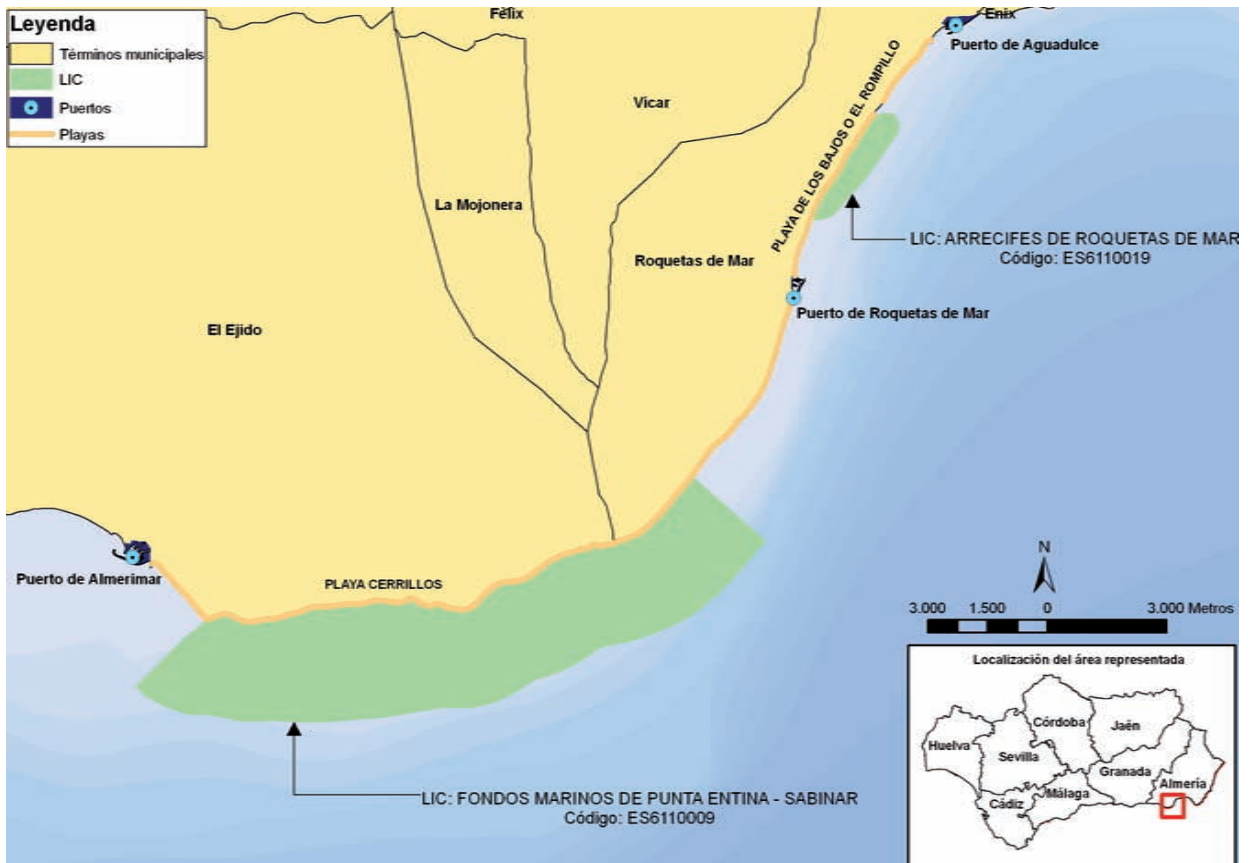 Leyenda
Términos municipales
LIC
Puertos
Playas
Félix
Enix
Puerto de Aguadulce
Vícar
PLAYA DE LOS BAJOS O EL ROMPILLO
La Mojonera
LIC: ARRECIFES DE ROQUETAS DE MAR
Código: ES6110019
Roquetas de Mar
Puerto de Roquetas de Mar
El Ejido
Puerto de Almerimar
PLAYA CERRILLOS
N
3.000 1.500 0 3.000 Metros
LIC: FONDOS MARINOS DE PUNTA ENTINA - SABINAR
Código: ES6110009
Localización del área representada
Huelva
Sevilla
Córdoba
Jaén
Cádiz
Málaga
Granada
Almería